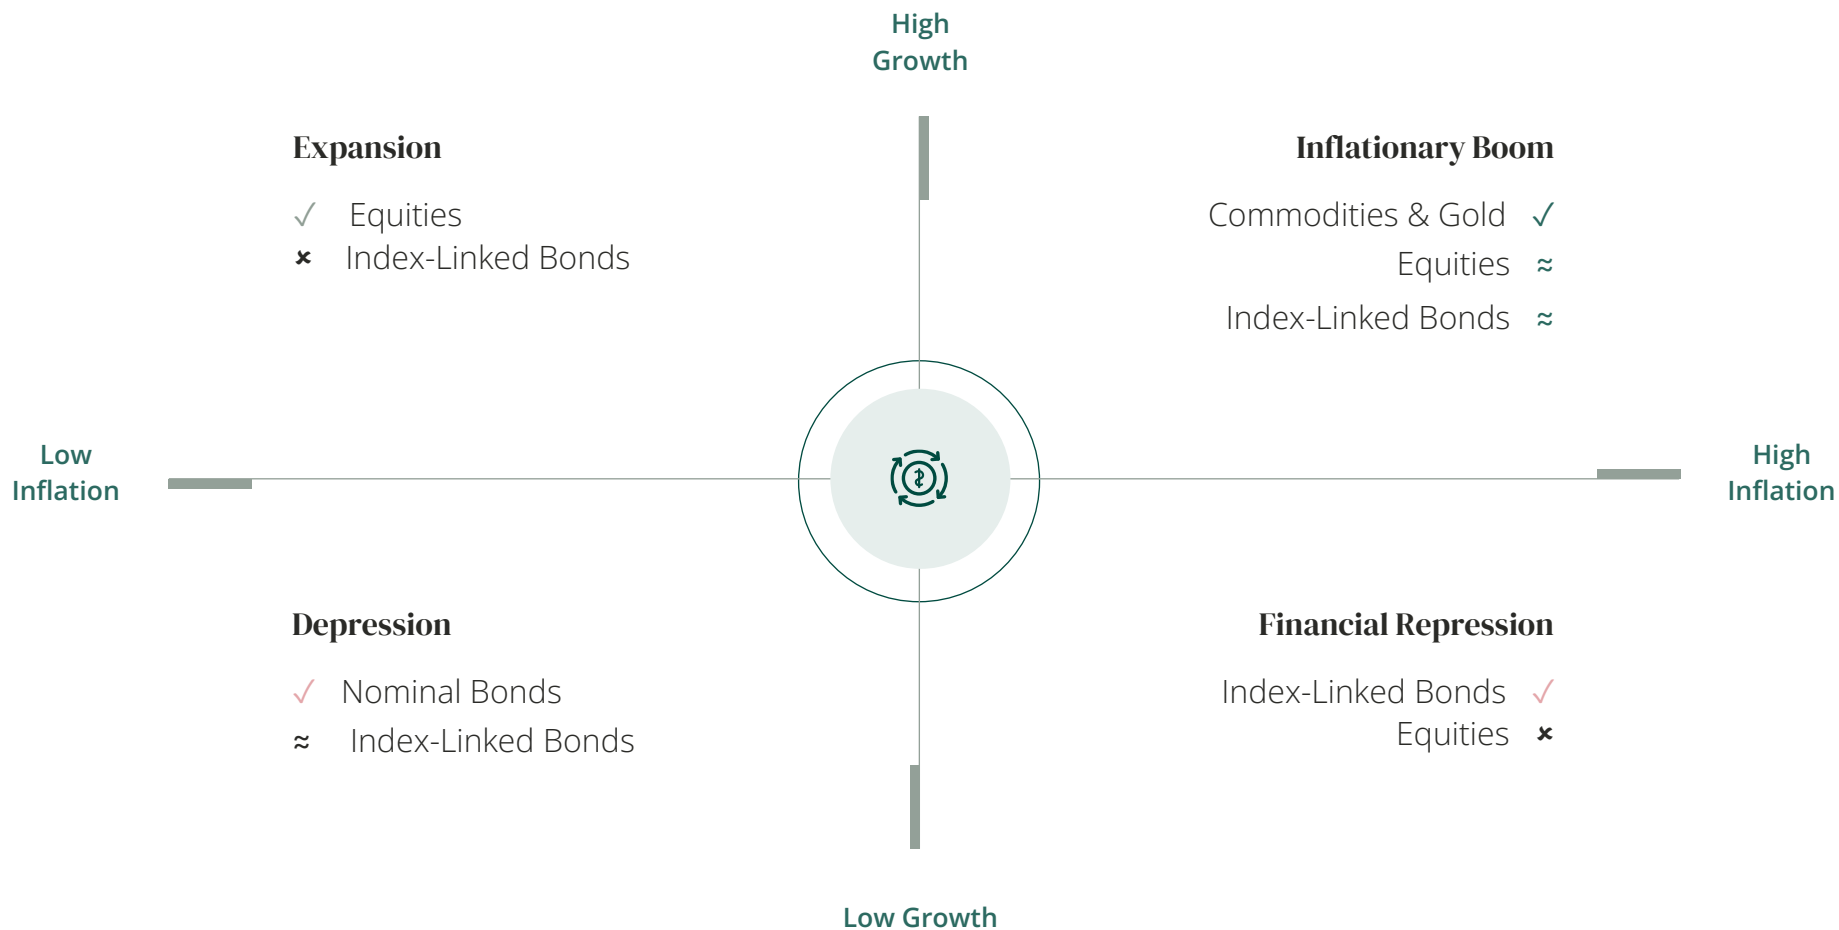 High
Growth
Expansion
✓ Equities
✘ Index-Linked Bonds
Inflationary Boom
Commodities & Gold ✓
Equities ≈
Index-Linked Bonds ≈
Low
Inflation
$
High
Inflation
Depression
✓ Nominal Bonds
≈ Index-Linked Bonds
Financial Repression
Index-Linked Bonds ✓
Equities ✘
Low Growth